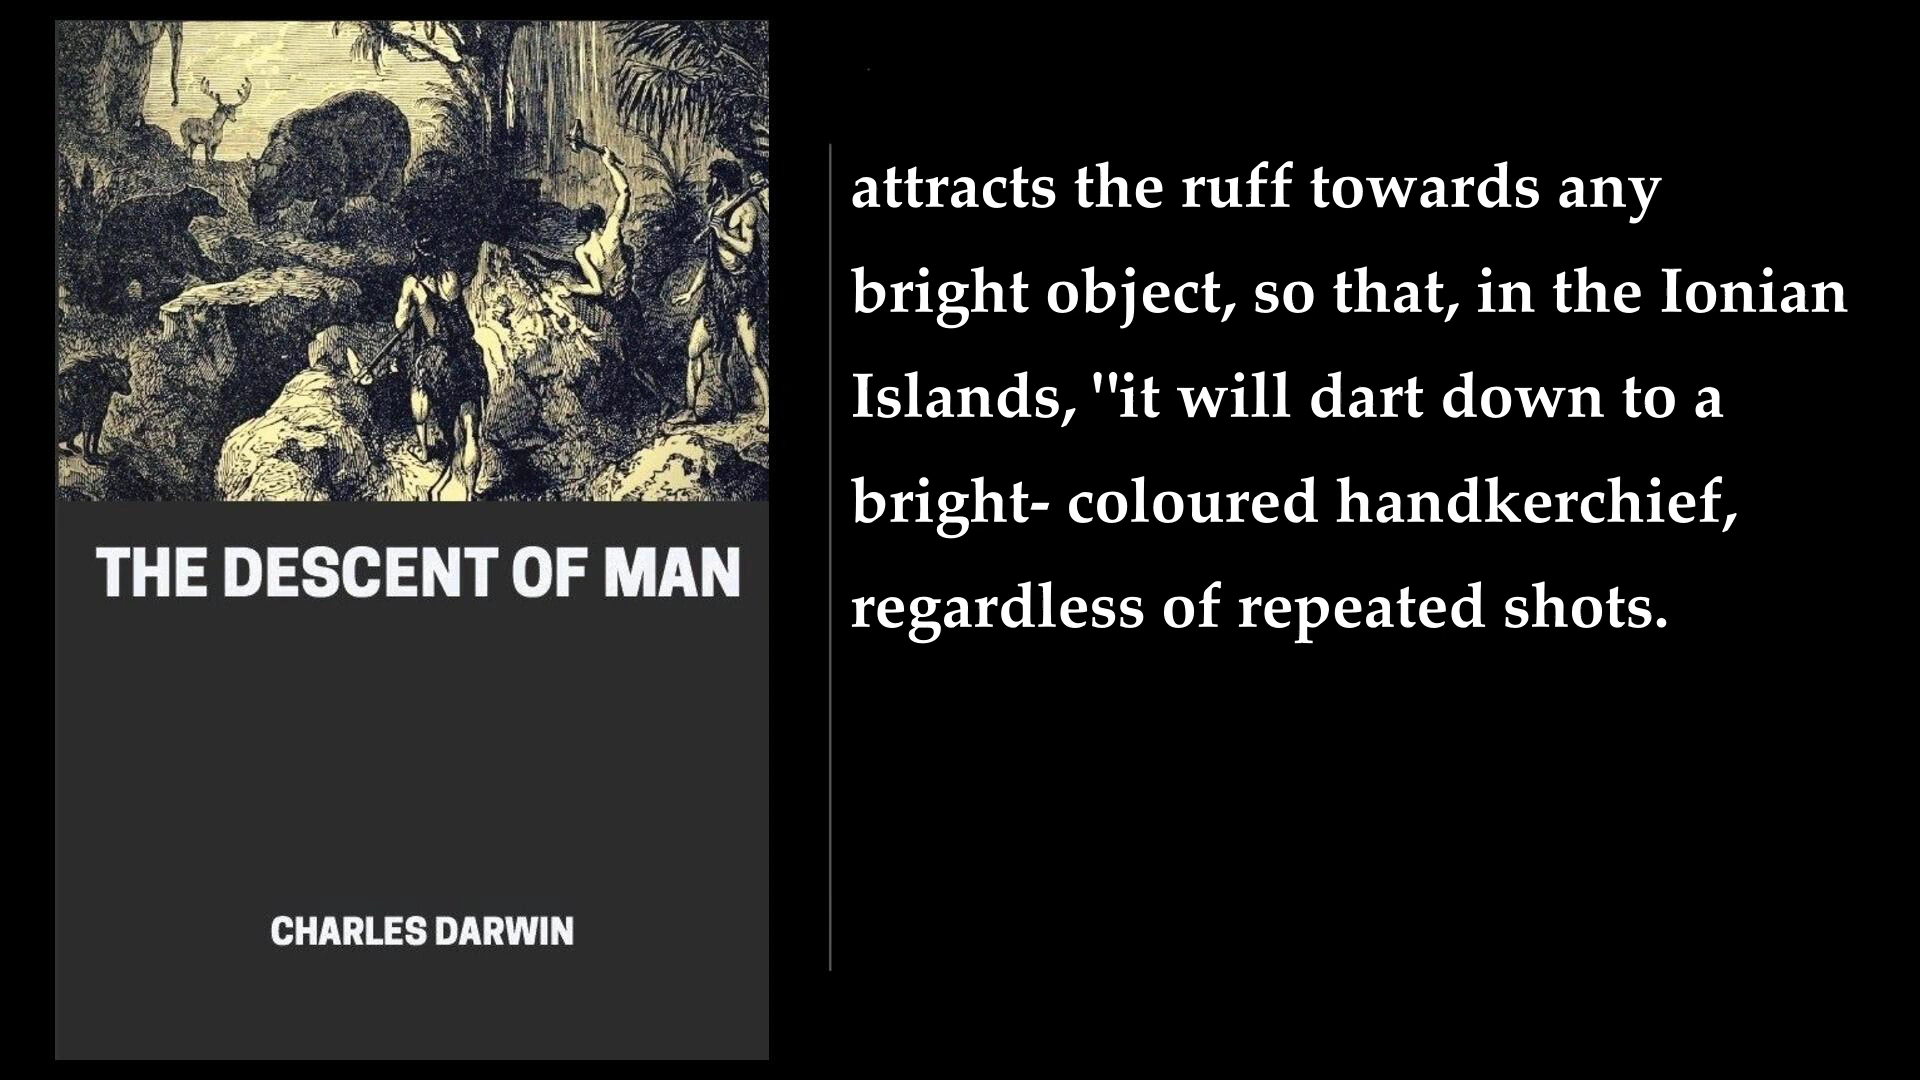 THE DESCENT OF MAN
CHARLES DARWIN
attracts the ruff towards any
bright object, so that, in the Ionian
Islands, "it will dart down to a
bright- coloured handkerchief,
regardless of repeated shots.